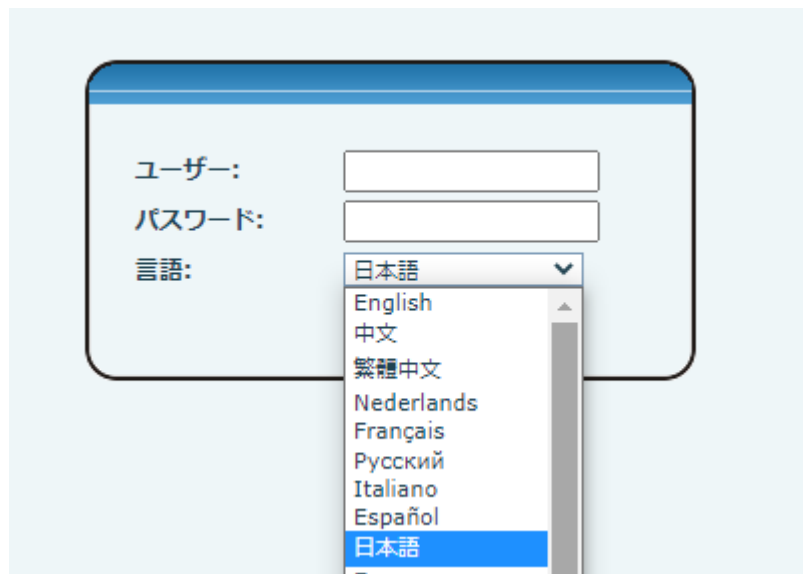 ユーザー:
パスワード:
言語: 日本語
English
中文
繁體中文
Nederlands
Français
Русский
Italiano
Español
日本語